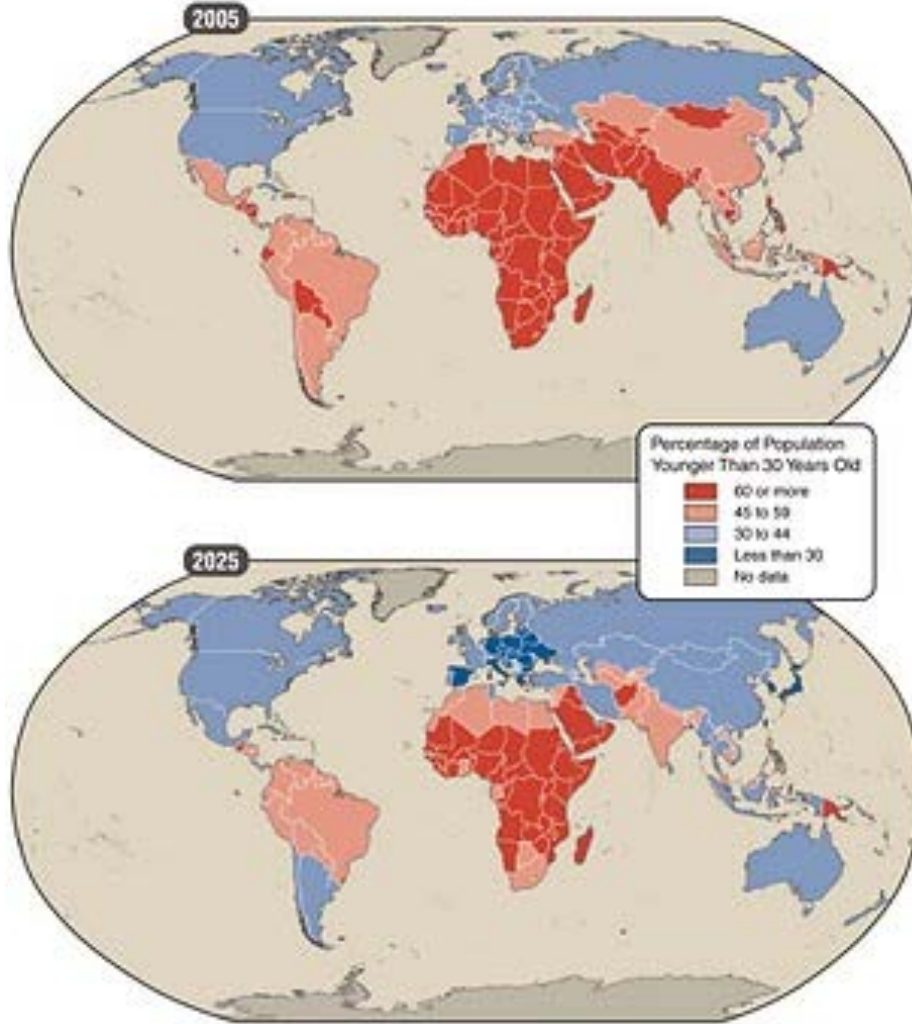 2005
Percentage of Population
Younger Than 30 Years Old
60 or more
45 to 59
30 to 44
Less than 30
No data
2025